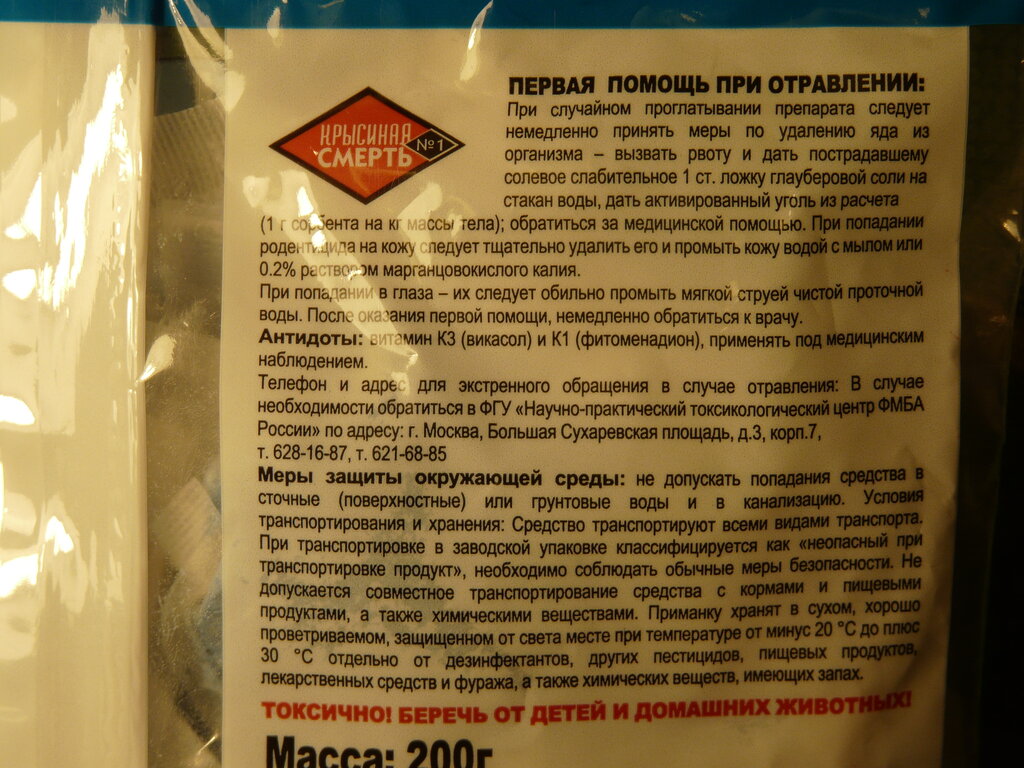 КРЫСИНАЯ
СМЕРТЬ №1
ПЕРВАЯ ПОМОЩЬ ПРИ ОТРАВЛЕНИИ:
При случайном проглатывании препарата следует
немедленно принять меры по удалению яда из
организма – вызвать рвоту и дать пострадавшему
солевое слабительное 1 ст. ложку глауберовой соли на
стакан воды, дать активированный уголь из расчета
(1 г сорбента на кг массы тела); обратиться за медицинской помощью. При попадании
родентицида на кожу следует тщательно удалить его и промыть кожу водой с мылом или
0.2% раствором марганцовокислого калия.
При попадании в глаза – их следует обильно промыть мягкой струей чистой проточной
воды. После оказания первой помощи, немедленно обратиться к врачу.
Антидоты: витамин К3 (викасол) и К1 (фитоменадион), применять под медицинским
наблюдением.
Телефон и адрес для экстренного обращения в случае отравления: В случае
необходимости обратиться в ФГУ «Научно-практический токсикологический центр ФМБА
России» по адресу: г. Москва, Большая Сухаревская площадь, д.3, корп.7,
т. 628-16-87, т. 621-68-85
Меры защиты окружающей среды: не допускать попадания средства в
сточные (поверхностные) или грунтовые воды и в канализацию. Условия
транспортирования и хранения: Средство транспортируют всеми видами транспорта.
При транспортировке в заводской упаковке классифицируется как «неопасный при
транспортировке продукт», необходимо соблюдать обычные меры безопасности. Не
допускается совместное транспортирование средства с кормами и пищевыми
продуктами, а также химическими веществами. Приманку хранят в сухом, хорошо
проветриваемом, защищенном от света месте при температуре от минус 20 °С до плюс
30 °С отдельно от дезинфектантов, других пестицидов, пищевых продуктов,
лекарственных средств и фуража, а также химических веществ, имеющих запах.
ТОКСИЧНО! БЕРЕЧЬ ОТ ДЕТЕЙ И ДОМАШНИХ ЖИВОТНЫХ!
Масса: 200г